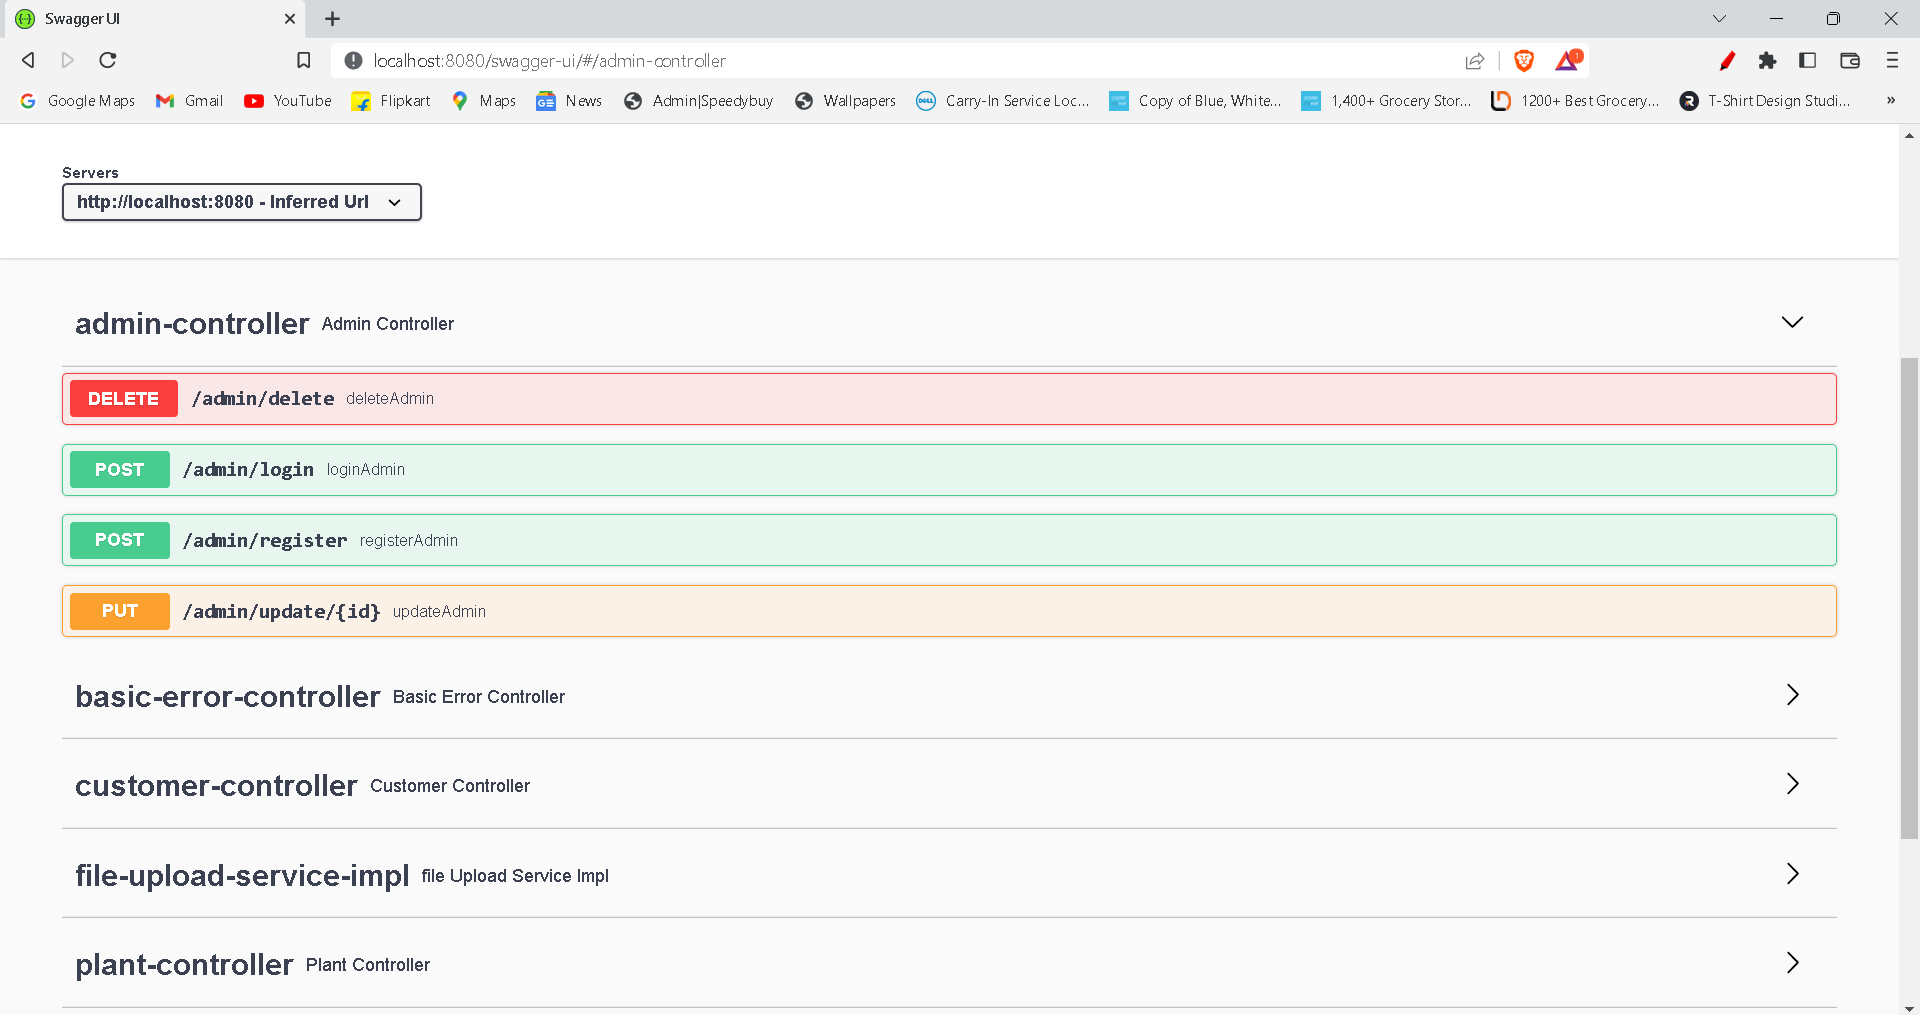 Swagger UI
localhost:8080/swagger-ui/#/admin-controller
1
Google Maps
Gmail
YouTube
Flipkart
Maps
News
Admin|Speedybuy
Wallpapers
Carry-In Service Loc...
Copy of Blue, White...
1,400+ Grocery Stor...
1200+ Best Grocery...
T-Shirt Design Studi...
»
Servers
http://localhost:8080 - Inferred Url
admin-controller Admin Controller
DELETE /admin/delete deleteAdmin
POST /admin/login loginAdmin
POST /admin/register registerAdmin
PUT /admin/update/{id} updateAdmin
basic-error-controller Basic Error Controller
customer-controller Customer Controller
file-upload-service-impl file Upload Service Impl
plant-controller Plant Controller